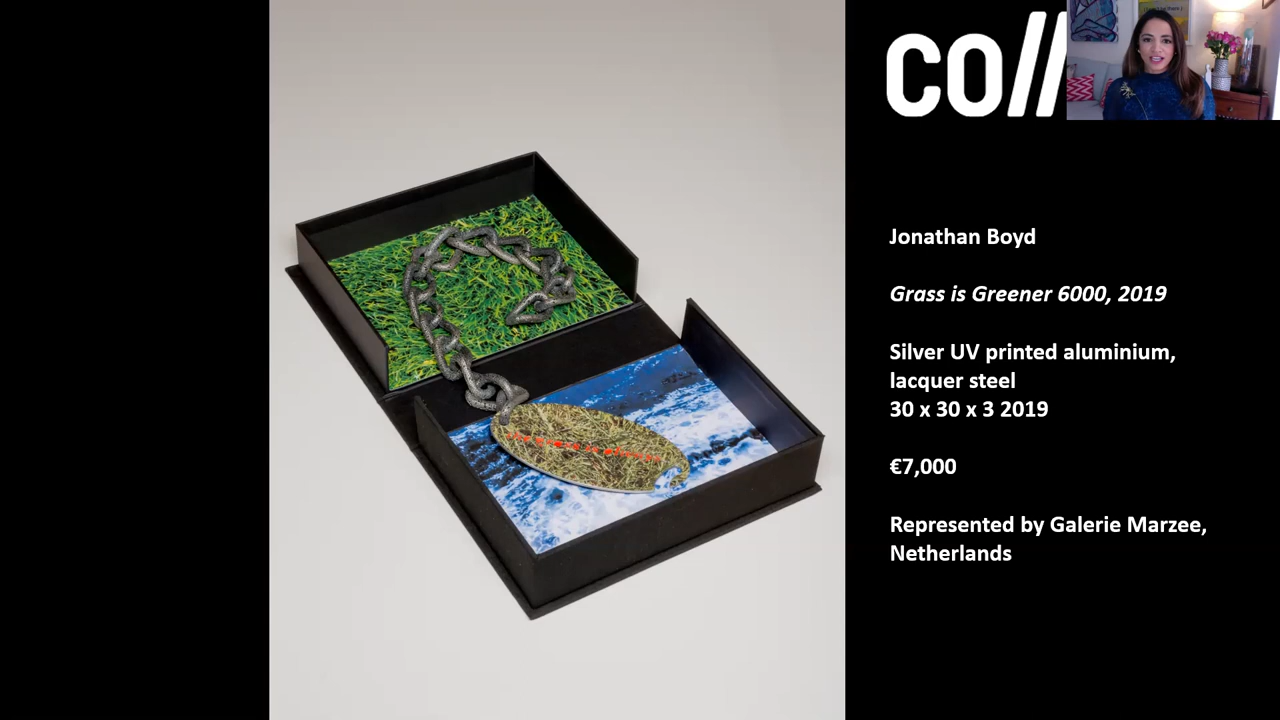 co//
Jonathan Boyd
Grass is Greener 6000, 2019
Silver UV printed aluminium,
lacquer steel
30 x 30 x 3 2019
€7,000
Represented by Galerie Marzee,
Netherlands